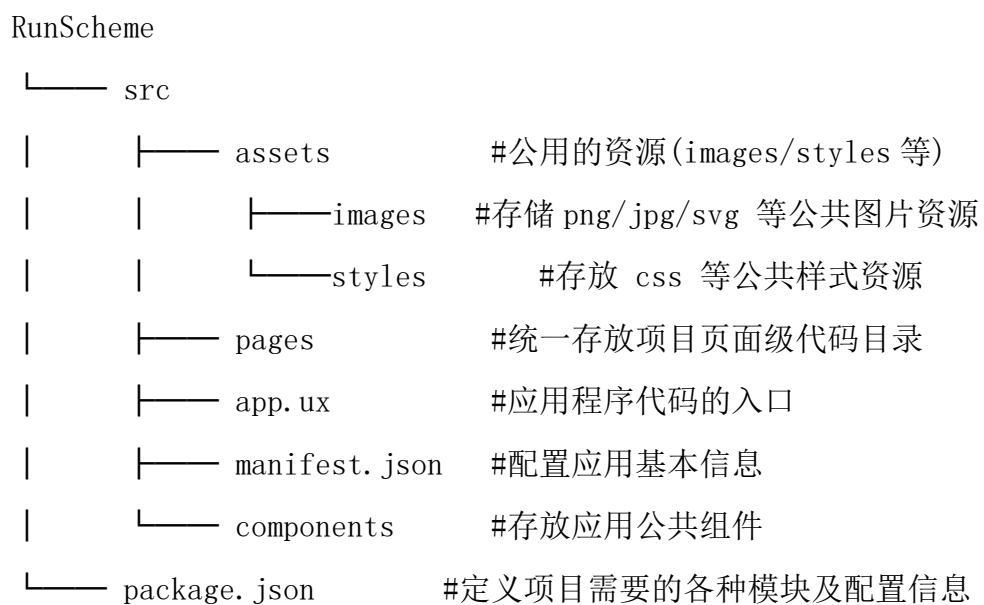 RunScheme
└── src
│ ├── assets #公用的资源(images/styles 等)
│ │ ├──images #存储 png/jpg/svg 等公共图片资源
│ │ └──styles #存放 css 等公共样式资源
│ ├── pages #统一存放项目页面级代码目录
│ ├── app.ux #应用程序代码的入口
│ ├── manifest.json #配置应用基本信息
│ └── components #存放应用公共组件
└── package.json #定义项目需要的各种模块及配置信息